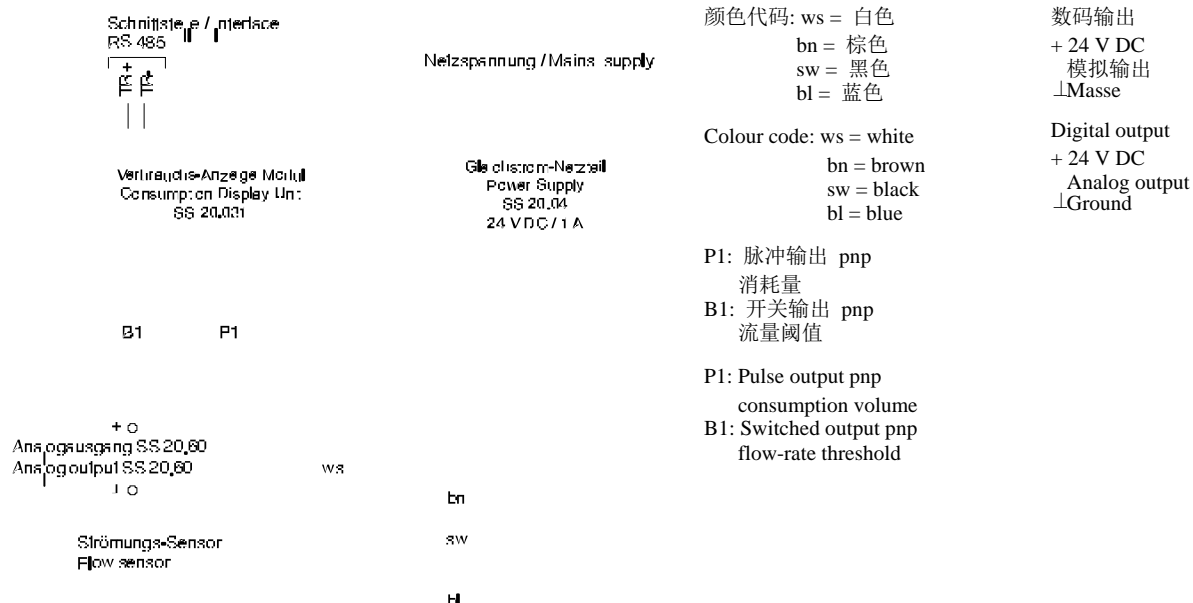 Schnittstelle / Interface
RS 485
TR+
TR-
Netzspannung / Mains supply
Verbrauchs-Anzeige Modul
Consumption Display Unit
SS 20.031
Gleichstrom-Netzteil
Power Supply
SS 20.04
24 V DC / 1 A
B1 P1
+ o
Analogausgang SS 20.60
Analog output SS 20.60
⊥ o
ws
bn
sw
bl
Strömungs-Sensor
Flow sensor
颜色代码: ws = 白色
bn = 棕色
sw = 黑色
bl = 蓝色
Colour code: ws = white
bn = brown
sw = black
bl = blue
P1: 脉冲输出 pnp
消耗量
B1: 开关输出 pnp
流量阈值
P1: Pulse output pnp
consumption volume
B1: Switched output pnp
flow-rate threshold
数码输出
+ 24 V DC
模拟输出
⊥Masse
Digital output
+ 24 V DC
Analog output
⊥Ground